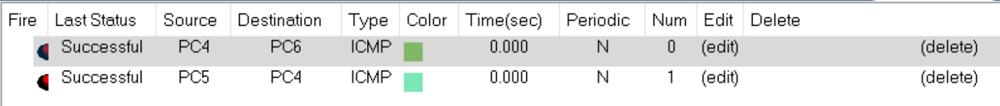 Fire Last Status Source Destination Type Color Time(sec) Periodic Num Edit Delete
Successful PC4 PC6 ICMP 0.000 N 0 (edit) (delete)
Successful PC5 PC4 ICMP 0.000 N 1 (edit) (delete)